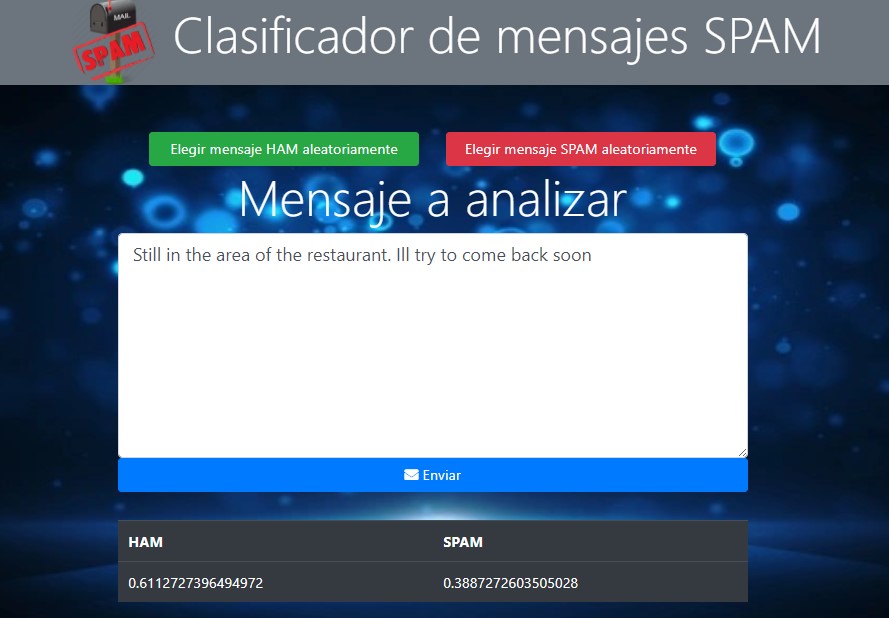 MAIL
SPAM
Clasificador de mensajes SPAM
Elegir mensaje HAM aleatoriamente
Elegir mensaje SPAM aleatoriamente
Mensaje a analizar
Still in the area of the restaurant. Ill try to come back soon
Enviar
HAM
SPAM
0.6112727396494972
0.3887272603505028